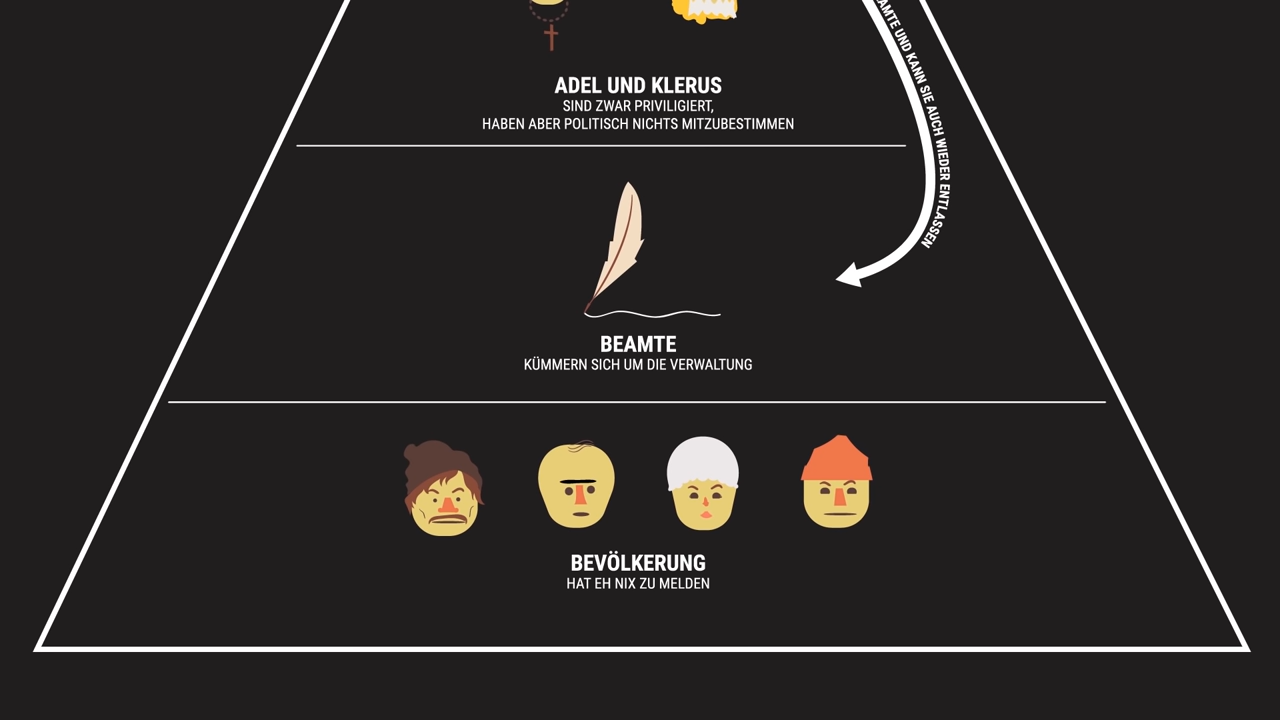 ADEL UND KLERUS
SIND ZWAR PRIVILIGIERT,
HABEN ABER POLITISCH NICHTS MITZUBESTIMMEN
UND KANN SIE AUCH WIEDER ENTLASSEN
BEAMTE
KÜMMERN SICH UM DIE VERWALTUNG
BEVÖLKERUNG
HAT EH NIX ZU MELDEN